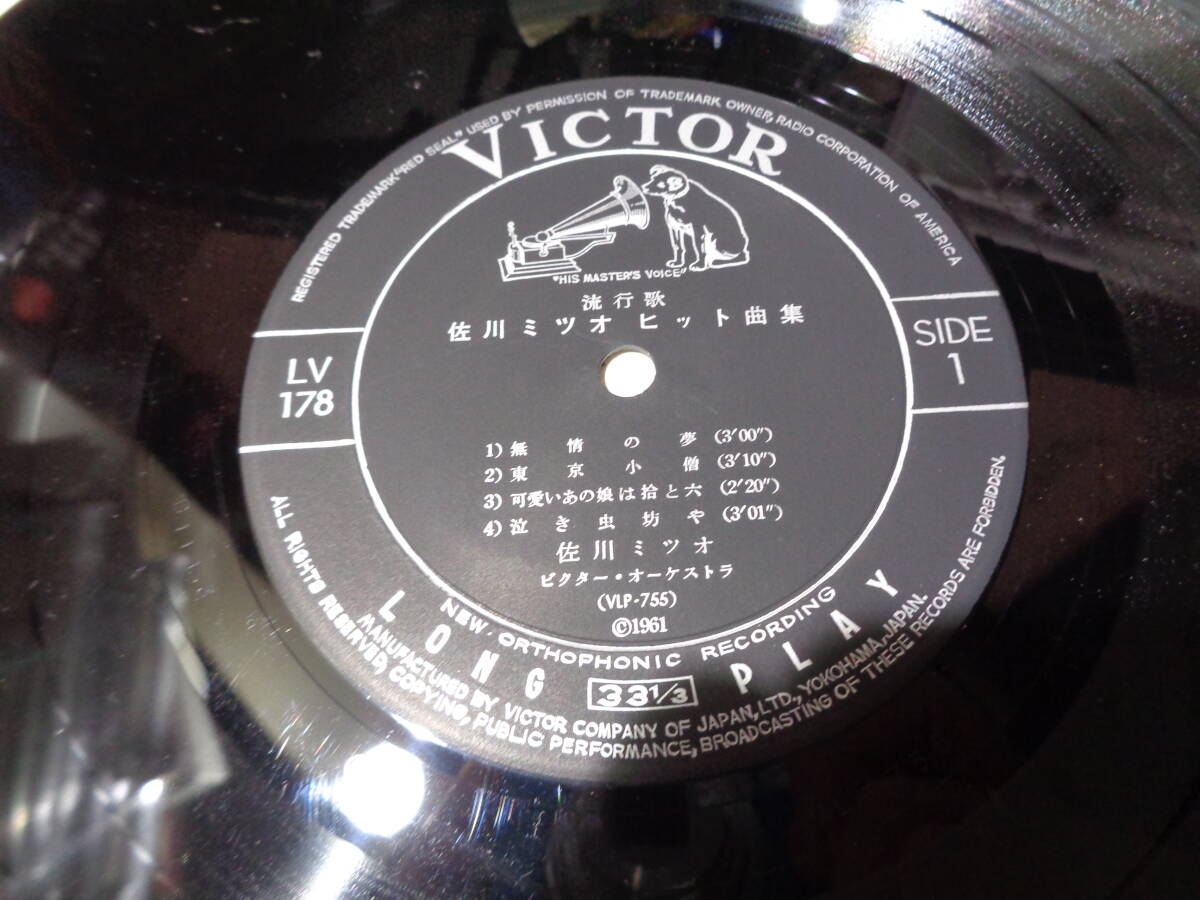 REGISTERED TRADEMARK "RED SEAL" USED BY PERMISSION OF TRADEMARK OWNER, RADIO CORPORATION OF AMERICA
VICTOR
"HIS MASTER'S VOICE"
流行歌
佐川ミツオ ヒット曲集
LV
178
SIDE
1
1) 無情の夢 (3'00")
2) 東京小僧 (3'10")
3) 可愛いあの娘は拾と六 (2'20")
4) 泣き虫坊や (3'01")
佐川ミツオ
ビクター・オーケストラ
(VLP-755)
©1961
NEW ORTHOPHONIC RECORDING
LONG 33 1/3 PLAY
MANUFACTURED BY VICTOR COMPANY OF JAPAN, LTD., YOKOHAMA, JAPAN.
ALL RIGHTS RESERVED, COPYING, PUBLIC PERFORMANCE, BROADCASTING OF THESE RECORDS ARE FORBIDDEN.